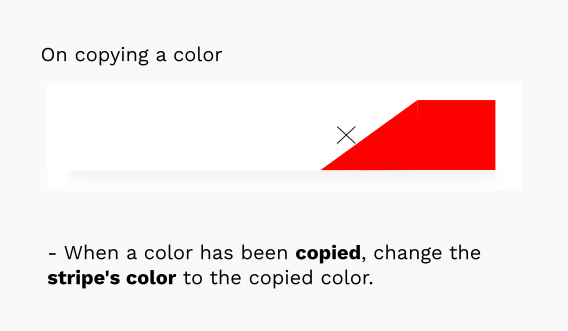 On copying a color
- When a color has been copied, change the
stripe's color to the copied color.